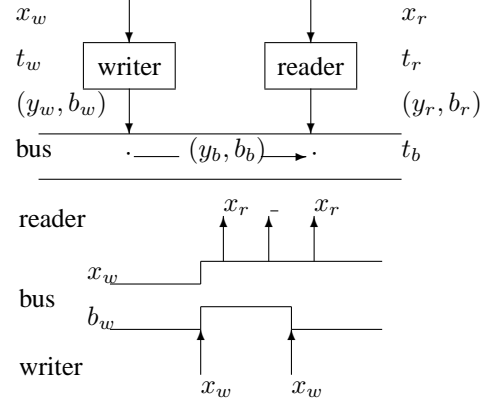 x_w x_r
t_w writer reader t_r
(y_w, b_w) (y_r, b_r)
bus (y_b, b_b) t_b
reader x_r - x_r
x_w
bus
b_w
writer
x_w x_w